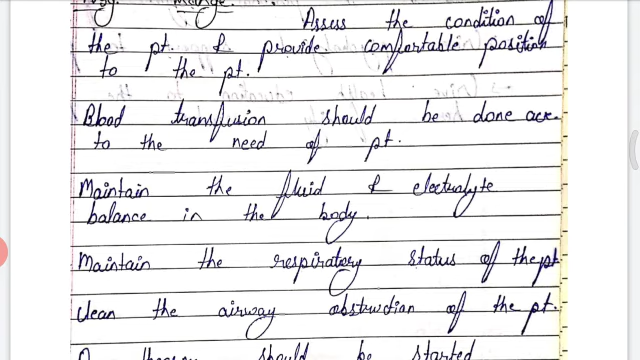 Nsg. Mange.
Assess the condition of
the pt. & provide comfortable position
to the pt.
Blood transfusion should be done acc.
to the need of pt.
Maintain the fluid & electrolyte
balance in the body.
Maintain the respiratory status of the pt
clean the airway obstruction of the pt.
should be started